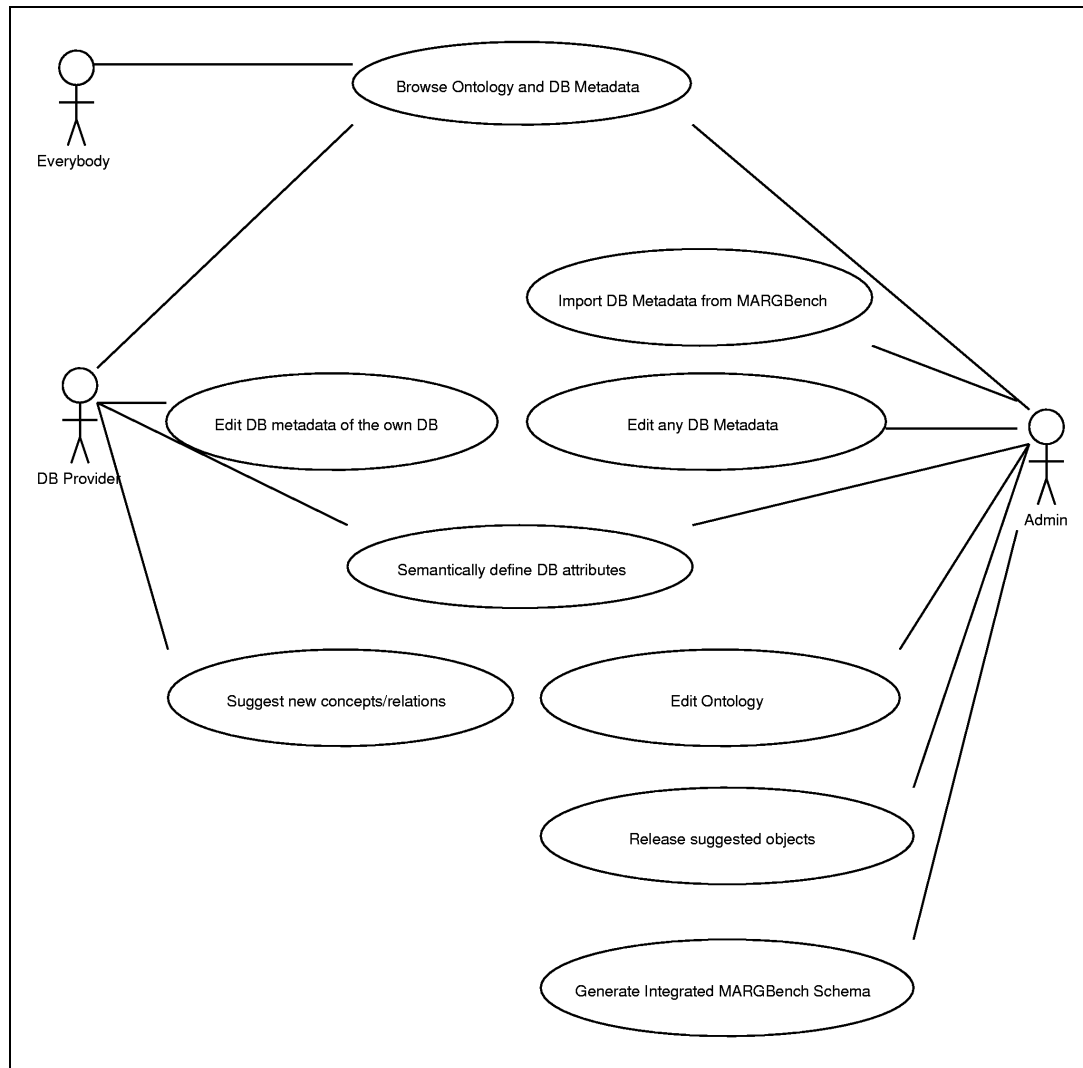 Browse Ontology and DB Metadata
Everybody
Import DB Metadata from MARGBench
Edit DB metadata of the own DB
Edit any DB Metadata
DB Provider
Admin
Semantically define DB attributes
Suggest new concepts/relations
Edit Ontology
Release suggested objects
Generate Integrated MARGBench Schema